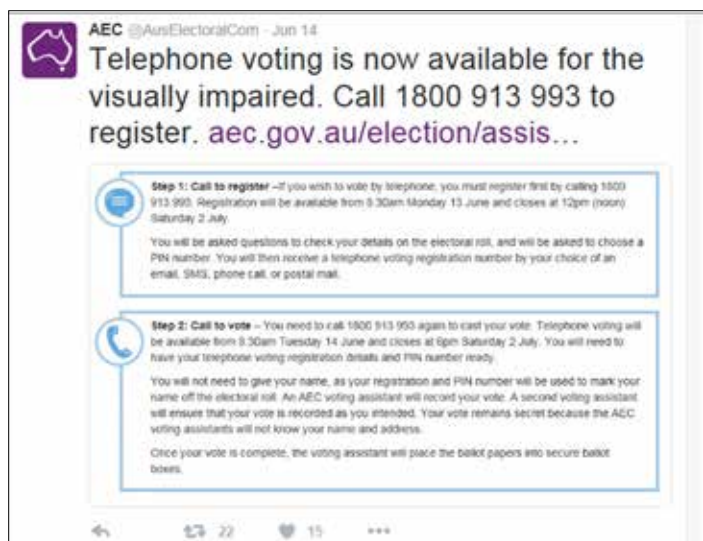 AEC @AusElectoralCom · Jun 14
Telephone voting is now available for the
visually impaired. Call 1800 913 993 to
register. aec.gov.au/election/assis...
Step 1: Call to register –If you wish to vote by telephone, you must register first by calling 1800
913 993. Registration will be available from 8.30am Monday 13 June and closes at 12pm (noon)
Saturday 2 July.
You will be asked questions to check your details on the electoral roll, and will be asked to choose a
PIN number. You will then receive a telephone voting registration number by your choice of an
email, SMS, phone call, or postal mail.
Step 2: Call to vote – You need to call 1800 913 993 again to cast your vote. Telephone voting will
be available from 8.30am Tuesday 14 June and closes at 6pm Saturday 2 July. You will need to
have your telephone voting registration details and PIN number ready.
You will not need to give your name, as your registration and PIN number will be used to mark your
name off the electoral roll. An AEC voting assistant will record your vote. A second voting assistant
will ensure that your vote is recorded as you intended. Your vote remains secret because the AEC
voting assistants will not know your name and address.
Once your vote is complete, the voting assistant will place the ballot papers into secure ballot
boxes.
22 15